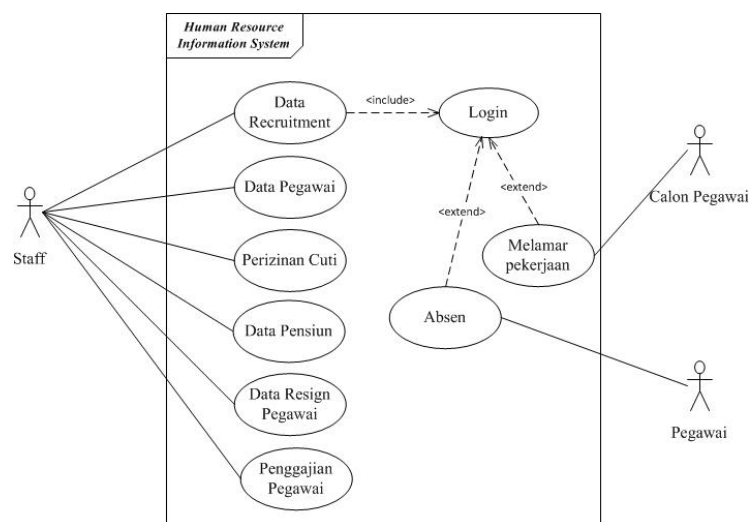 Human Resource
Information System
Data
Recruitment
<include>
Login
Data Pegawai
<extend>
<extend>
Calon Pegawai
Staff
Perizinan Cuti
Melamar
pekerjaan
Data Pensiun
Absen
Data Resign
Pegawai
Pegawai
Penggajian
Pegawai